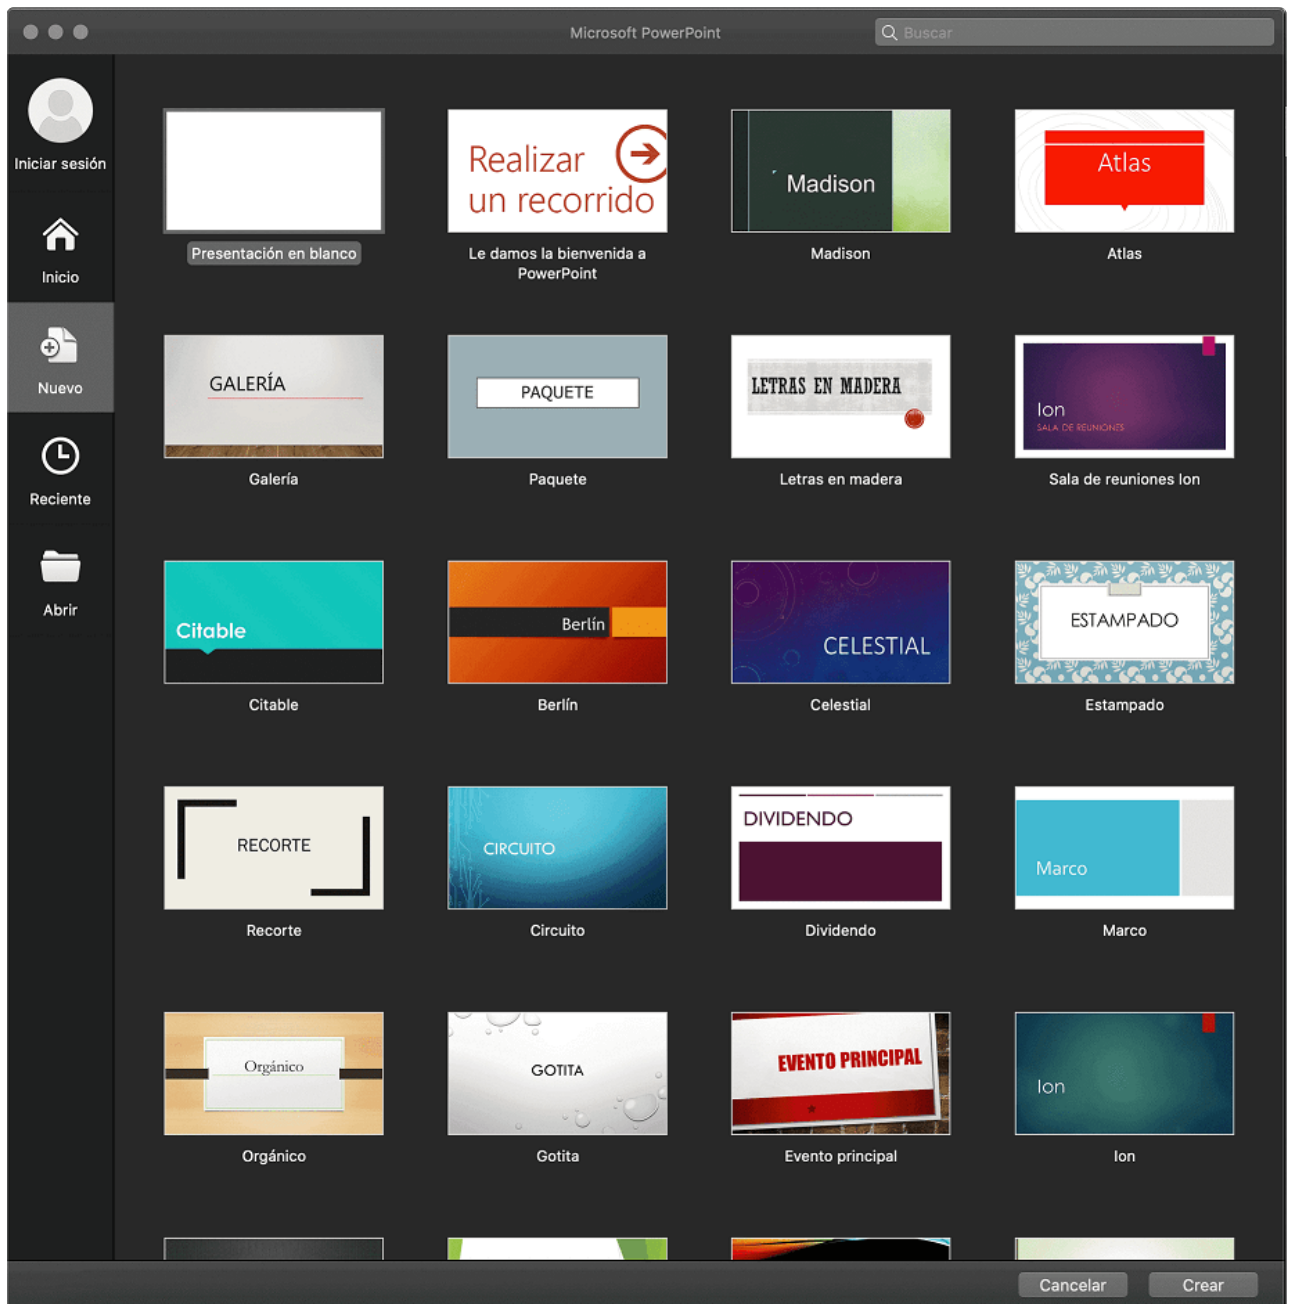 Microsoft PowerPoint
Buscar
Iniciar sesión
Inicio
Nuevo
Reciente
Abrir
Presentación en blanco
Realizar
un recorrido
Le damos la bienvenida a
PowerPoint
Madison
Madison
Atlas
Atlas
GALERÍA
Galería
PAQUETE
Paquete
LETRAS EN MADERA
Letras en madera
Ion
SALA DE REUNIONES
Sala de reuniones Ion
Citable
Citable
Berlín
Berlín
CELESTIAL
Celestial
ESTAMPADO
Estampado
RECORTE
Recorte
CIRCUITO
Circuito
DIVIDENDO
Dividendo
Marco
Marco
Orgánico
Orgánico
GOTITA
Gotita
EVENTO PRINCIPAL
Evento principal
Ion
Ion
Cancelar
Crear